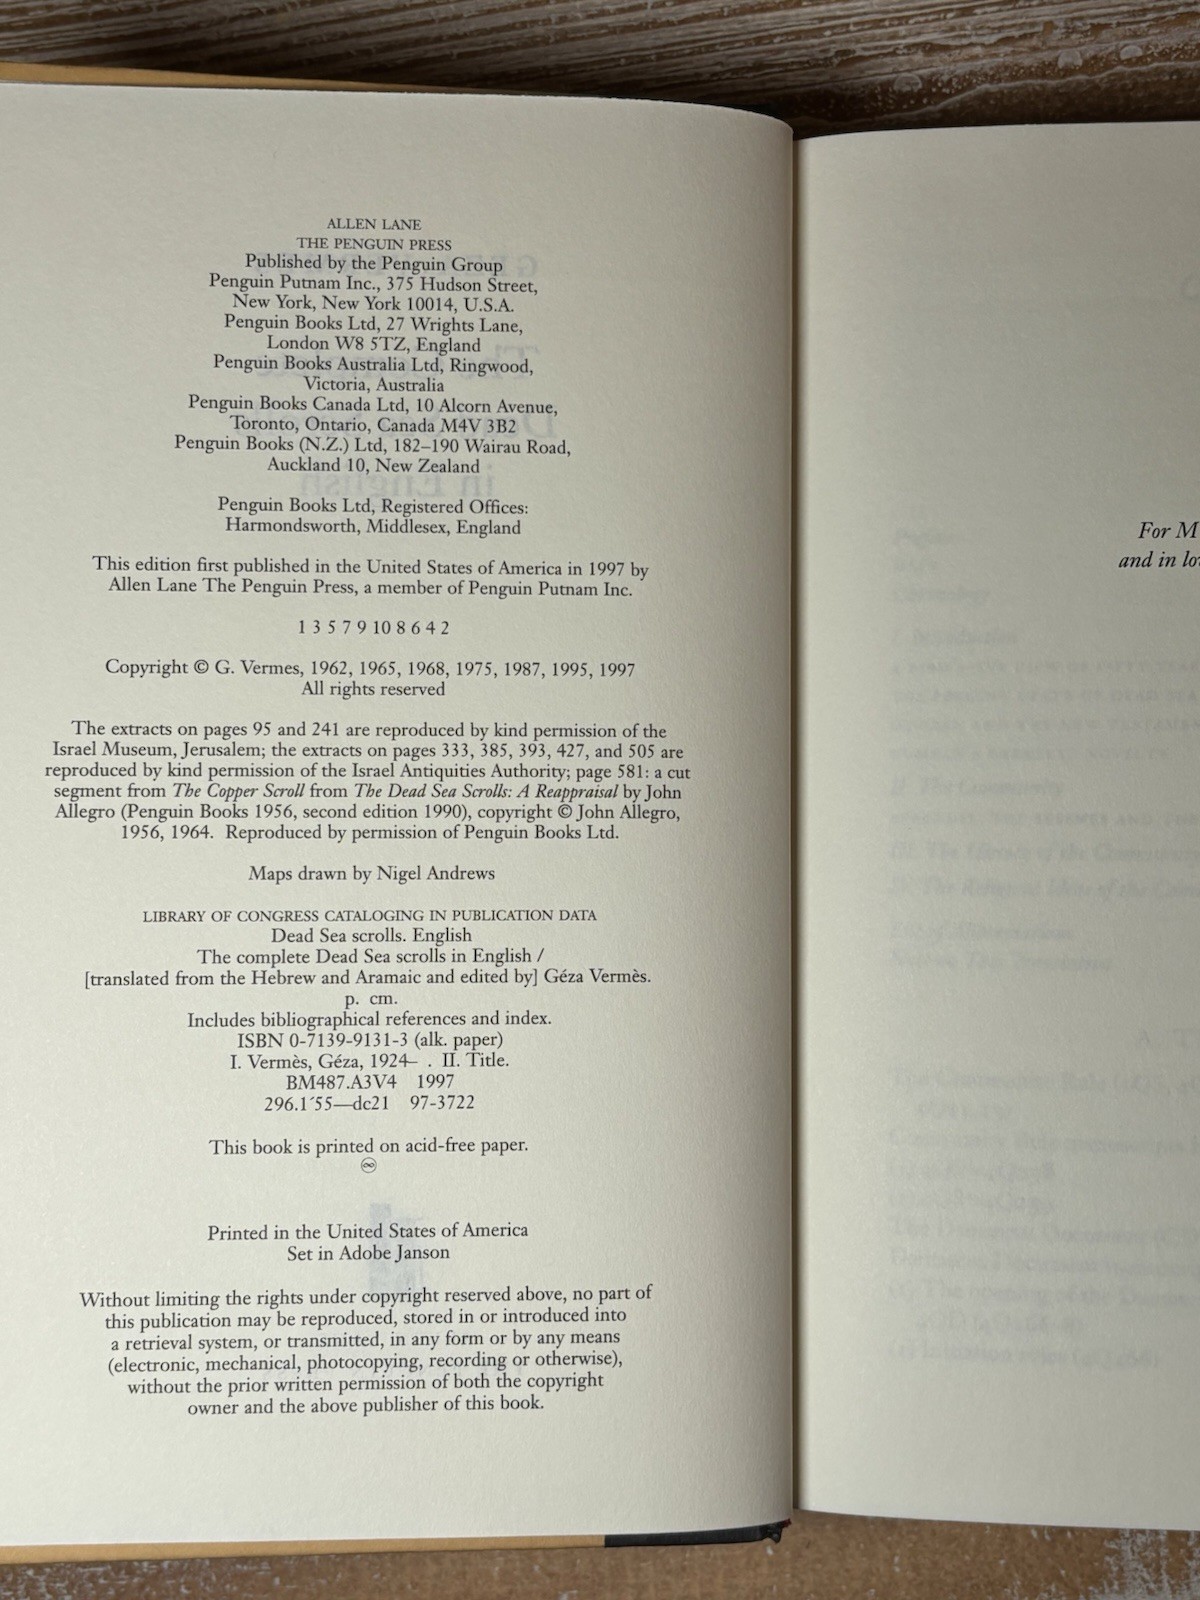 ALLEN LANE
THE PENGUIN PRESS
Published by the Penguin Group
Penguin Putnam Inc., 375 Hudson Street,
New York, New York 10014, U.S.A.
Penguin Books Ltd, 27 Wrights Lane,
London W8 5TZ, England
Penguin Books Australia Ltd, Ringwood,
Victoria, Australia
Penguin Books Canada Ltd, 10 Alcorn Avenue,
Toronto, Ontario, Canada M4V 3B2
Penguin Books (N.Z.) Ltd, 182–190 Wairau Road,
Auckland 10, New Zealand
Penguin Books Ltd, Registered Offices:
Harmondsworth, Middlesex, England
This edition first published in the United States of America in 1997 by
Allen Lane The Penguin Press, a member of Penguin Putnam Inc.
1 3 5 7 9 10 8 6 4 2
Copyright © G. Vermes, 1962, 1965, 1968, 1975, 1987, 1995, 1997
All rights reserved
The extracts on pages 95 and 241 are reproduced by kind permission of the
Israel Museum, Jerusalem; the extracts on pages 333, 385, 393, 427, and 505 are
reproduced by kind permission of the Israel Antiquities Authority; page 581: a cut
segment from The Copper Scroll from The Dead Sea Scrolls: A Reappraisal by John
Allegro (Penguin Books 1956, second edition 1990), copyright © John Allegro,
1956, 1964. Reproduced by permission of Penguin Books Ltd.
Maps drawn by Nigel Andrews
LIBRARY OF CONGRESS CATALOGING IN PUBLICATION DATA
Dead Sea scrolls. English
The complete Dead Sea scrolls in English /
[translated from the Hebrew and Aramaic and edited by] Géza Vermès.
p. cm.
Includes bibliographical references and index.
ISBN 0-7139-9131-3 (alk. paper)
I. Vermès, Géza, 1924– . II. Title.
BM487.A3V4 1997
296.1´55—dc21 97-3722
This book is printed on acid-free paper.
♾
Printed in the United States of America
Set in Adobe Janson
Without limiting the rights under copyright reserved above, no part of
this publication may be reproduced, stored in or introduced into
a retrieval system, or transmitted, in any form or by any means
(electronic, mechanical, photocopying, recording or otherwise),
without the prior written permission of both the copyright
owner and the above publisher of this book.
For M
and in lo